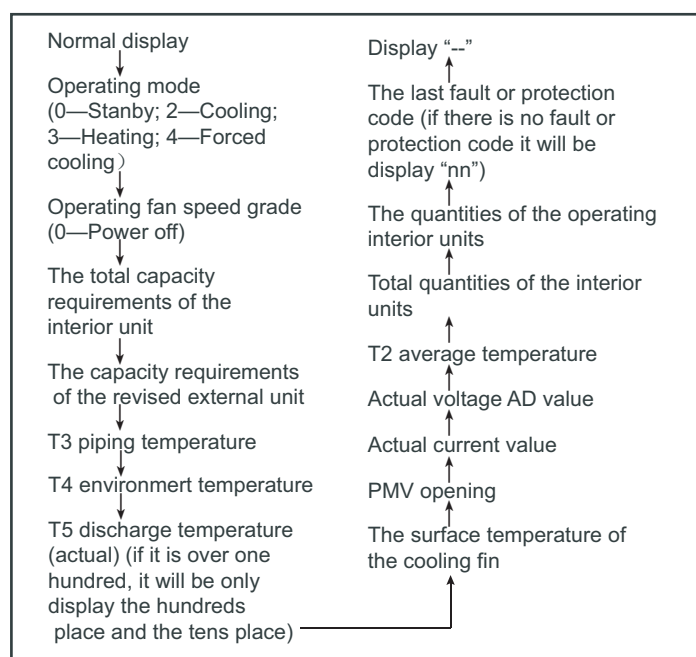 Normal display
Operating mode
(0—Stanby; 2—Cooling;
3—Heating; 4—Forced
cooling）
Operating fan speed grade
(0—Power off)
The total capacity
requirements of the
interior unit
The capacity requirements
of the revised external unit
T3 piping temperature
T4 environmert temperature
T5 discharge temperature
(actual) (if it is over one
hundred, it will be only
display the hundreds
place and the tens place)
Display “--”
The last fault or protection
code (if there is no fault or
protection code it will be
display “nn”)
The quantities of the operating
interior units
Total quantities of the interior
units
T2 average temperature
Actual voltage AD value
Actual current value
PMV opening
The surface temperature of
the cooling fin